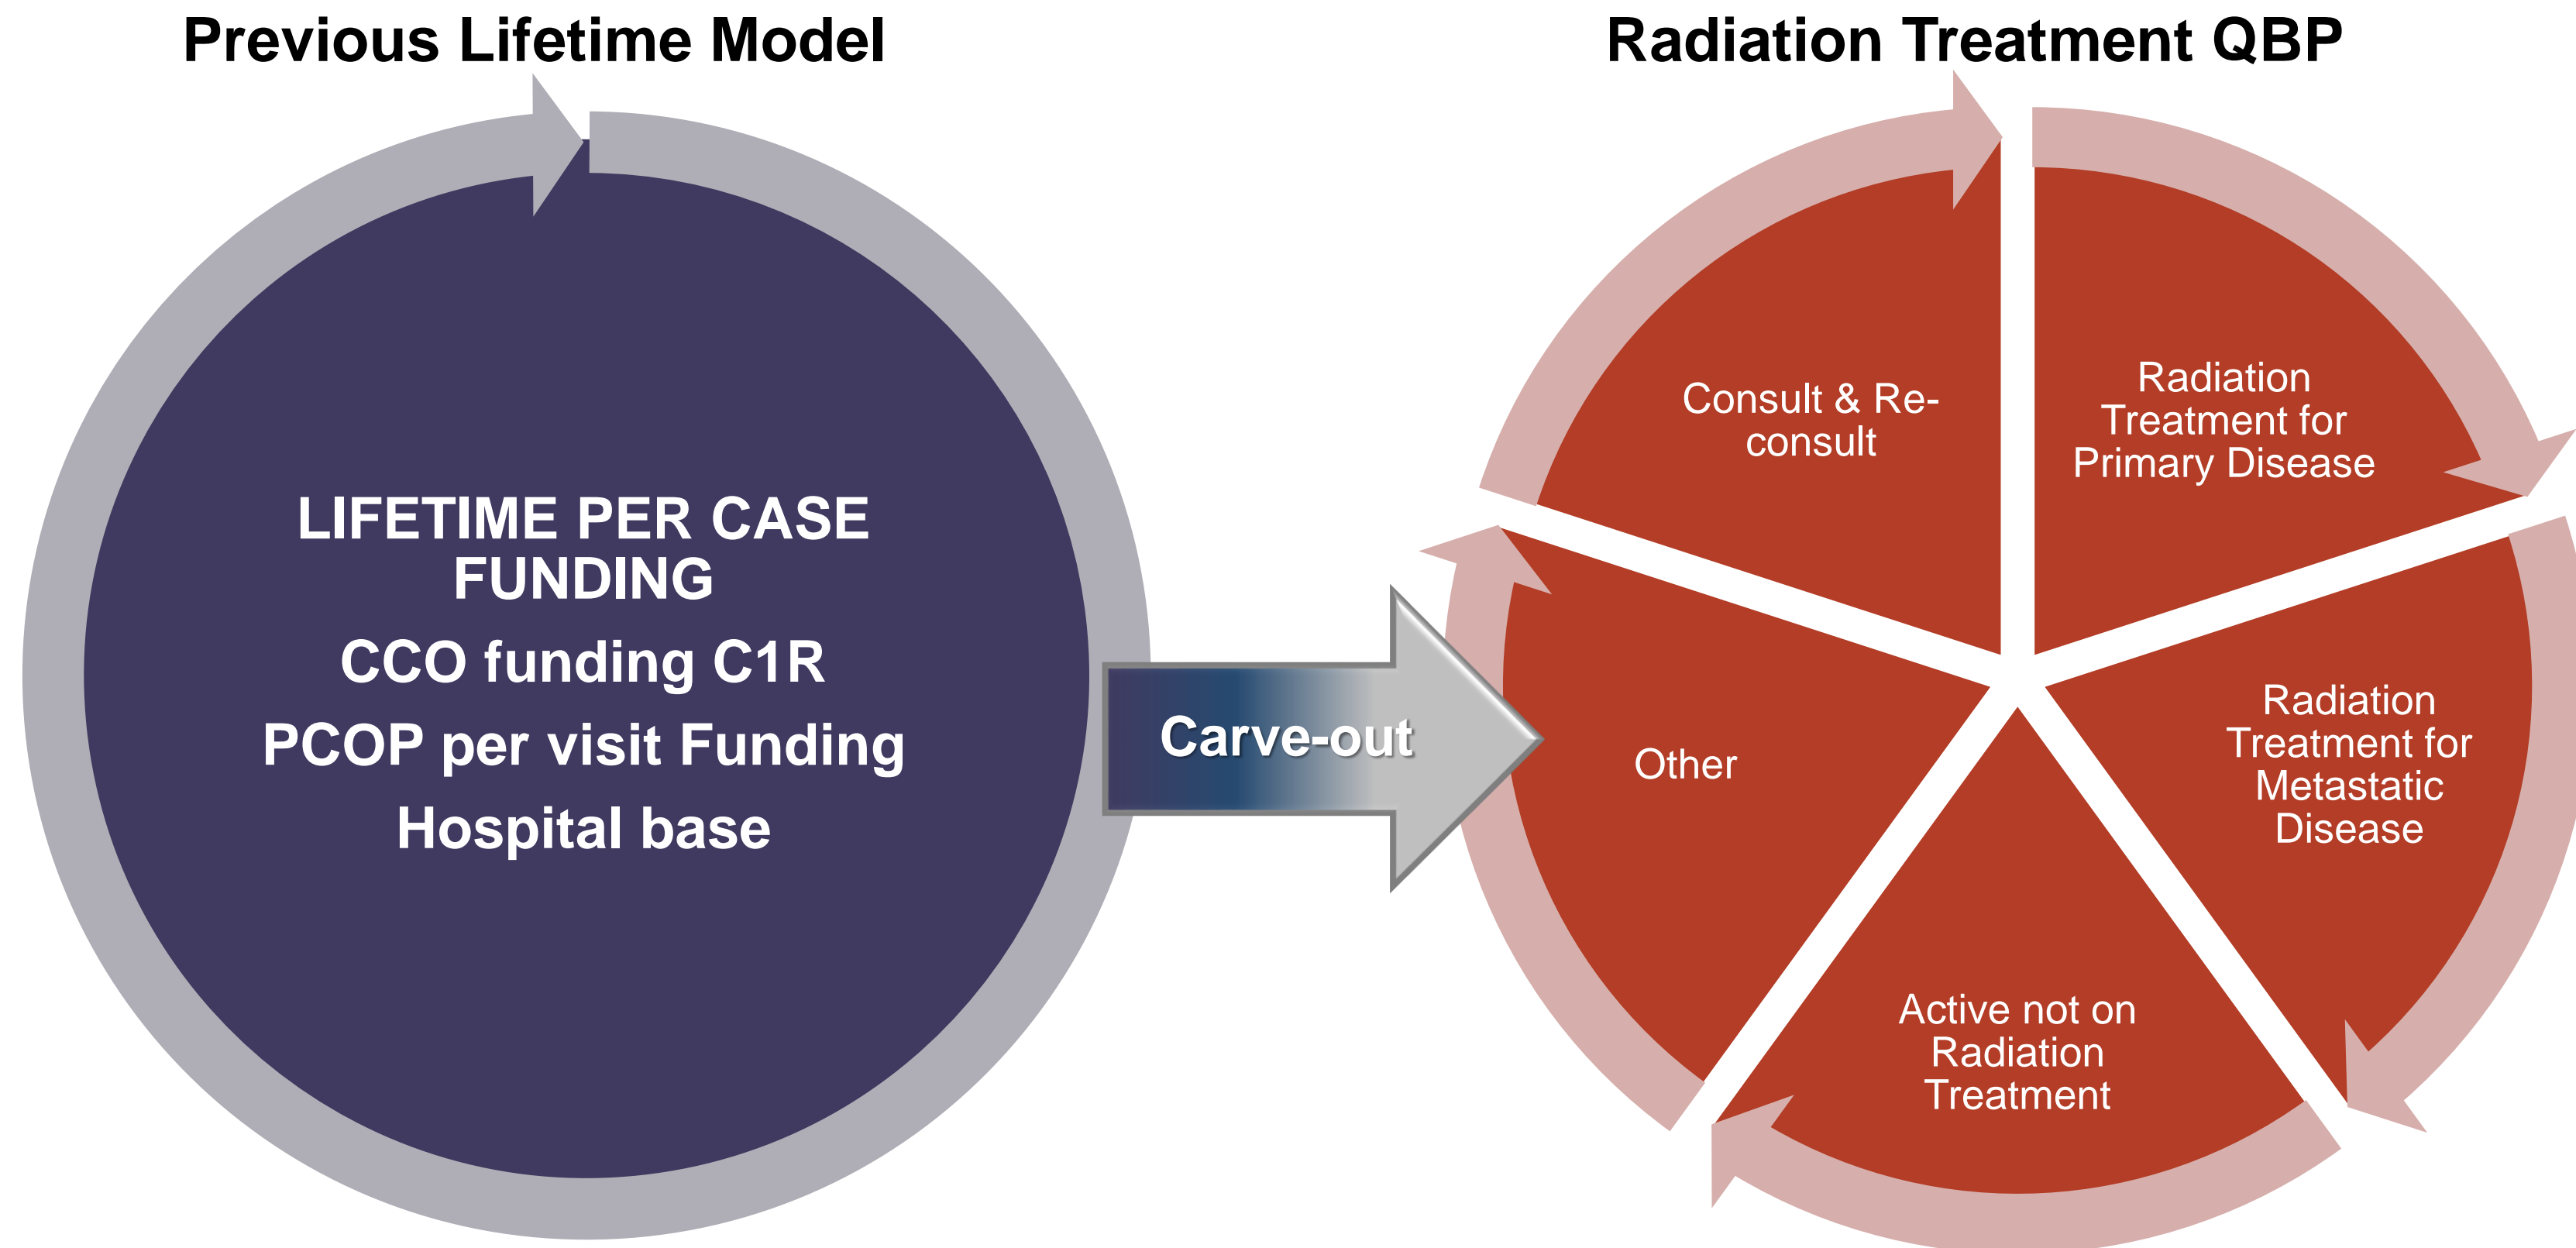 Previous Lifetime Model
Radiation Treatment QBP
LIFETIME PER CASE
FUNDING
CCO funding C1R
PCOP per visit Funding
Hospital base
Carve-out
Consult & Re-
consult
Radiation
Treatment for
Primary Disease
Radiation
Treatment for
Metastatic
Disease
Active not on
Radiation
Treatment
Other